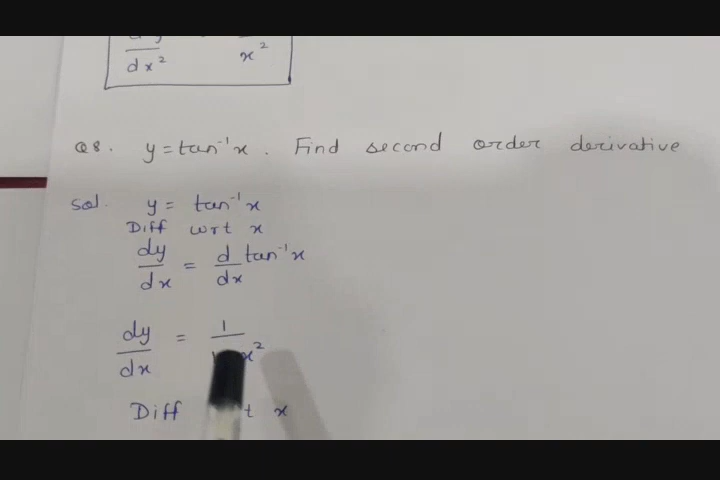 dx² x²
Q8. y = tan⁻¹x. Find second order derivative
Sol. y = tan⁻¹x
Diff wrt x
dy/dx = d/dx tan⁻¹x
dy/dx = 1/ x²
Diff x